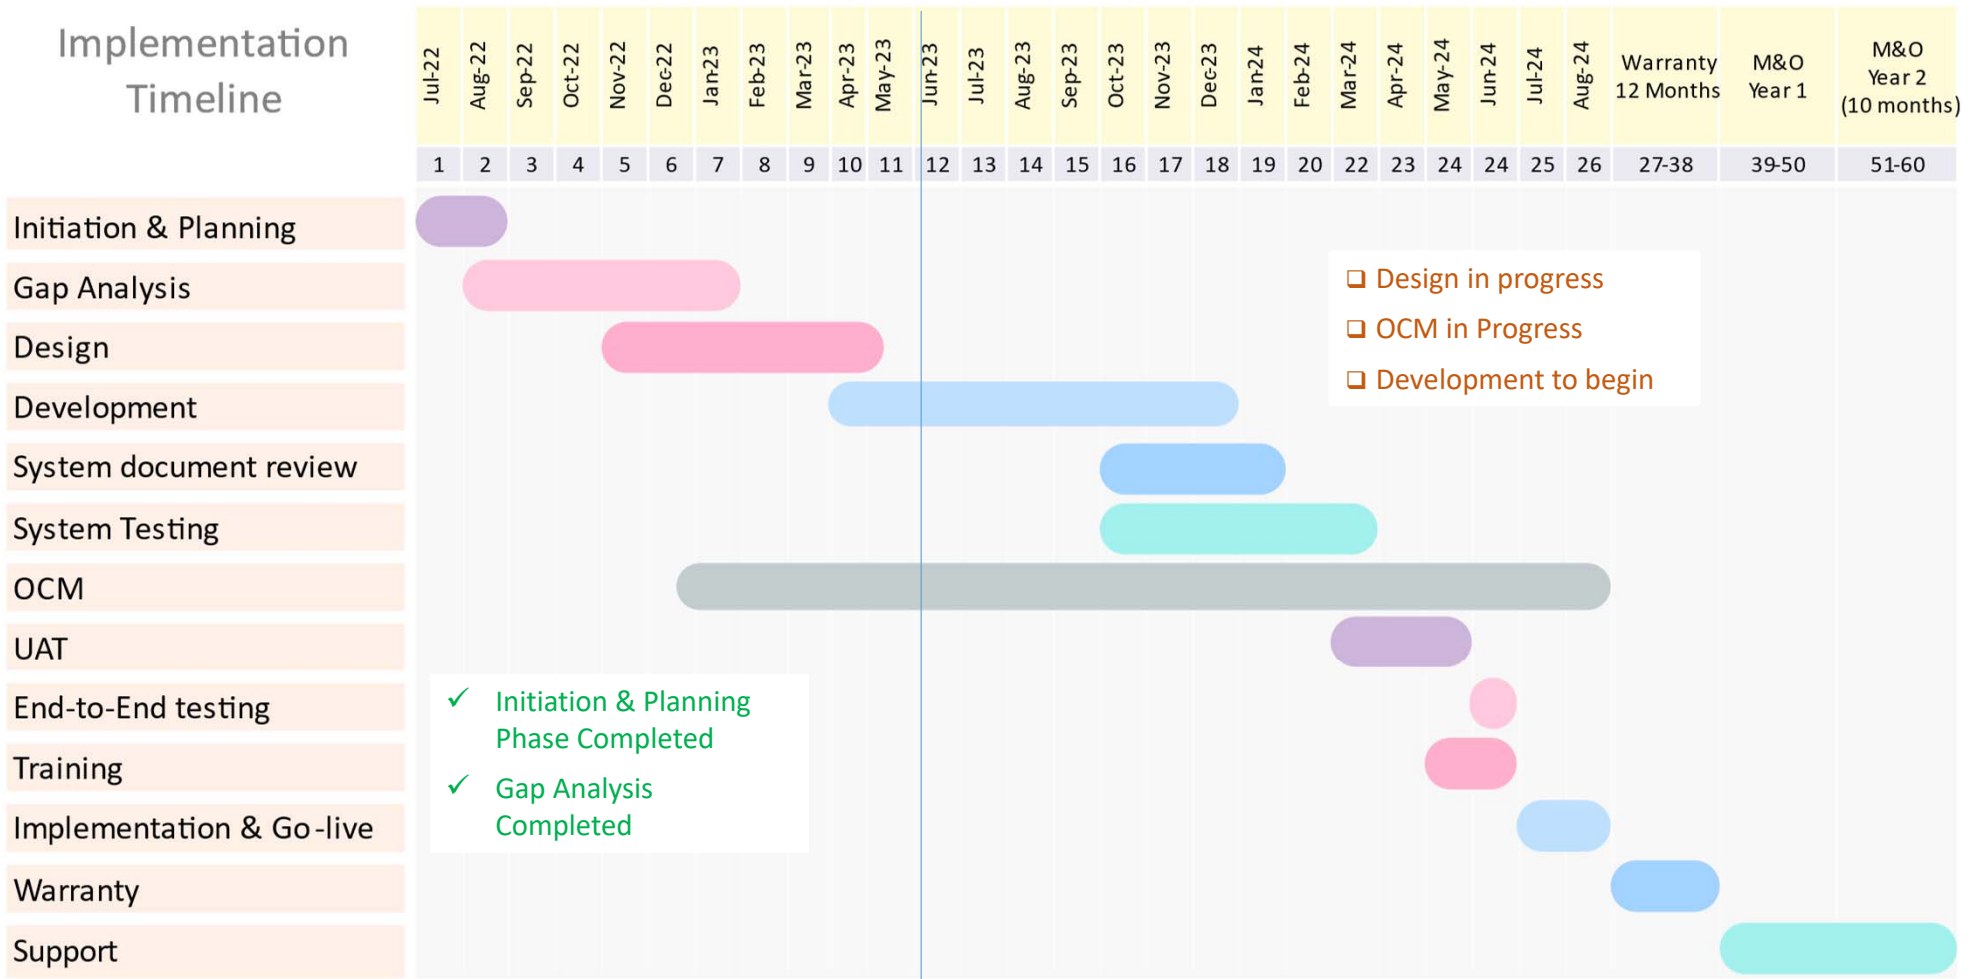 Implementation
Timeline
Jul-22
Aug-22
Sep-22
Oct-22
Nov-22
Dec-22
Jan-23
Feb-23
Mar-23
Apr-23
May-23
Jun-23
Jul-23
Aug-23
Sep-23
Oct-23
Nov-23
Dec-23
Jan-24
Feb-24
Mar-24
Apr-24
May-24
Jun-24
Jul-24
Aug-24
Warranty
12 Months
M&O
Year 1
M&O
Year 2
(10 months)
1 2 3 4 5 6 7 8 9 10 11 12 13 14 15 16 17 18 19 20 22 23 24 24 25 26 27-38 39-50 51-60
Initiation & Planning
Gap Analysis
Design
Development
System document review
System Testing
OCM
UAT
End-to-End testing
Training
Implementation & Go-live
Warranty
Support
❑ Design in progress
❑ OCM in Progress
❑ Development to begin
✓ Initiation & Planning
Phase Completed
✓ Gap Analysis
Completed